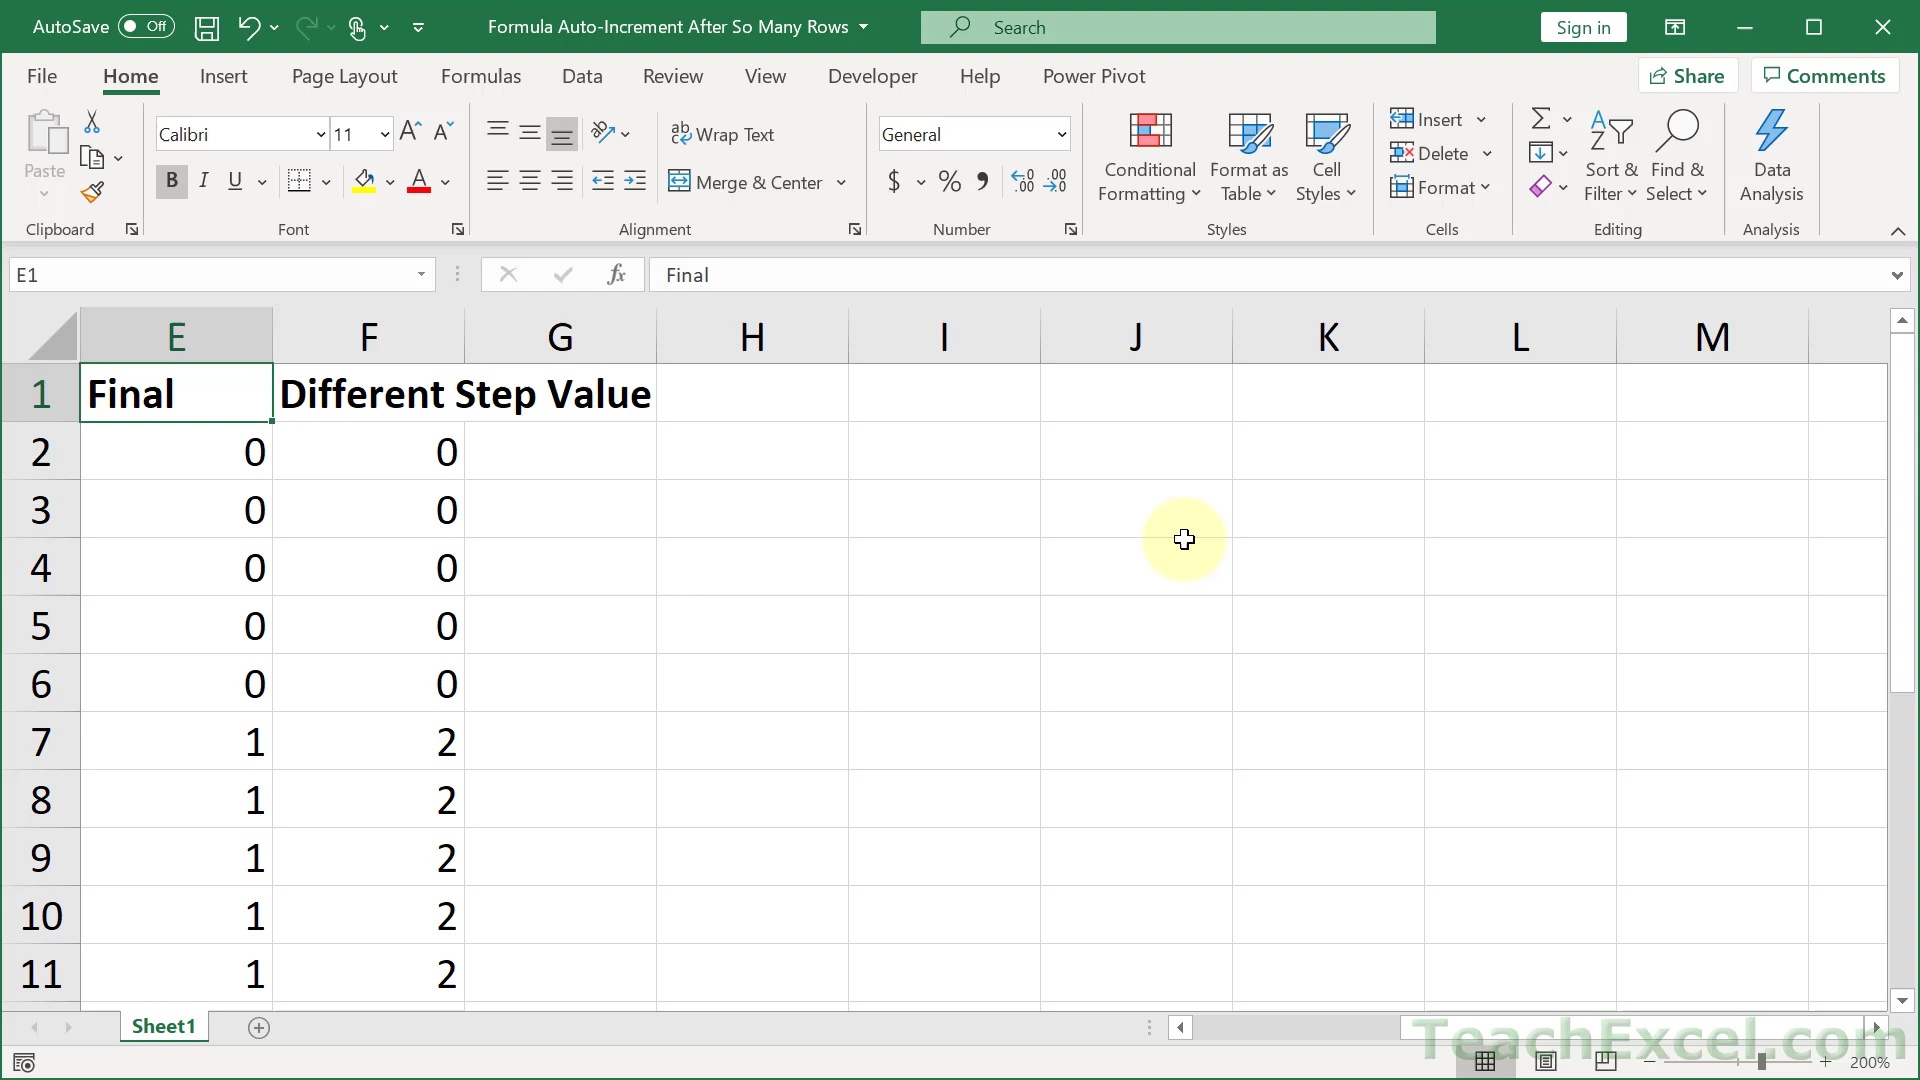 AutoSave Off Formula Auto-Increment After So Many Rows Search Sign in
File Home Insert Page Layout Formulas Data Review View Developer Help Power Pivot Share Comments
Paste Calibri 11 Wrap Text General Conditional Formatting Format as Table Cell Styles Insert Sort & Filter Find & Select Data Analysis
Merge & Center $ % Delete
Format
Clipboard Font Alignment Number Styles Cells Editing Analysis
E1 fx Final
E F G H I J K L M
1 Final Different Step Value
2 0 0
3 0 0
4 0 0
5 0 0
6 0 0
7 1 2
8 1 2
9 1 2
10 1 2
11 1 2
Sheet1
TeachExcel.com
200%